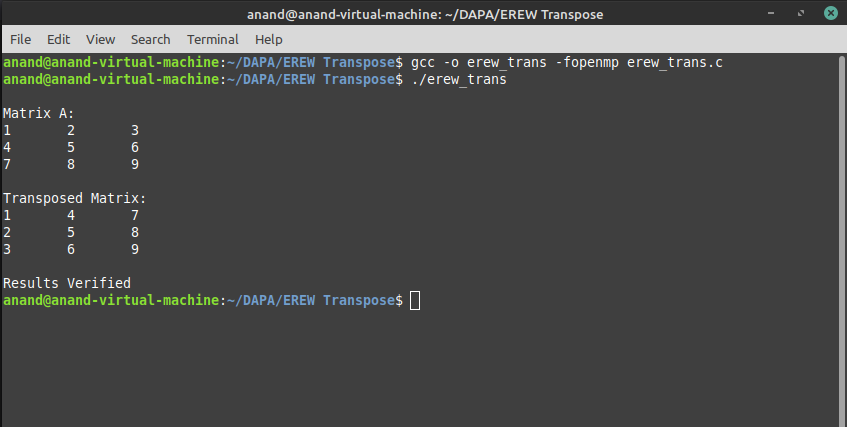 anand@anand-virtual-machine: ~/DAPA/EREW Transpose
File Edit View Search Terminal Help
anand@anand-virtual-machine:~/DAPA/EREW Transpose$ gcc -o erew_trans -fopenmp erew_trans.c
anand@anand-virtual-machine:~/DAPA/EREW Transpose$ ./erew_trans
Matrix A:
1 2 3
4 5 6
7 8 9
Transposed Matrix:
1 4 7
2 5 8
3 6 9
Results Verified
anand@anand-virtual-machine:~/DAPA/EREW Transpose$